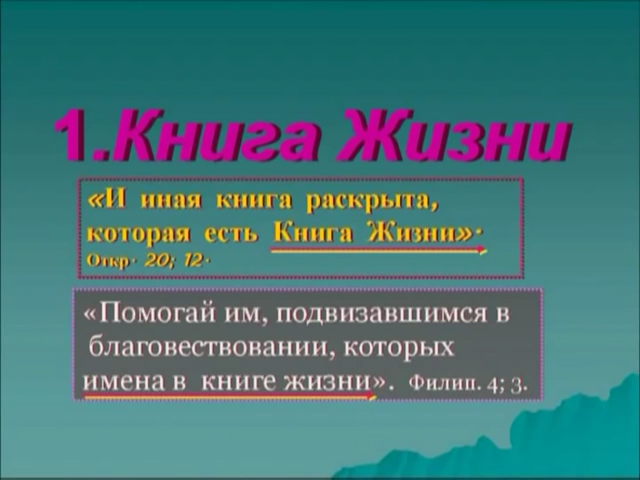 1.Книга Жизни
«И иная книга раскрыта,
которая есть Книга Жизни».
Откр. 20; 12.
«Помогай им, подвизавшимся в
благовествовании, которых
имена в книге жизни». Филип. 4; 3.